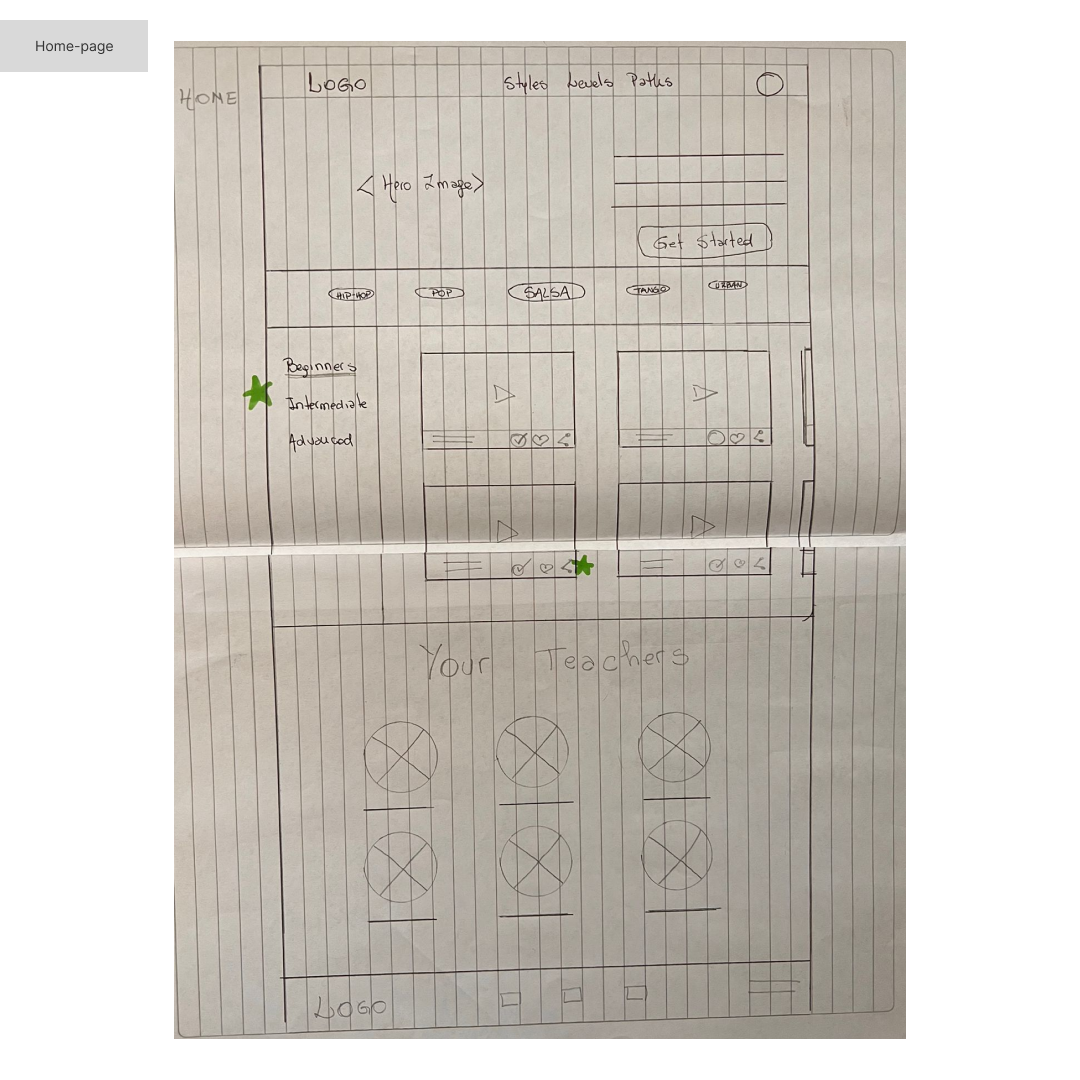 Home-page
HOME
LOGO Styles Levels Paths
< Hero Image>
Get Started
HIP-HOP POP SALSA TANGO URBAN
Beginners
Intermediate
Advanced
Your Teachers
LOGO